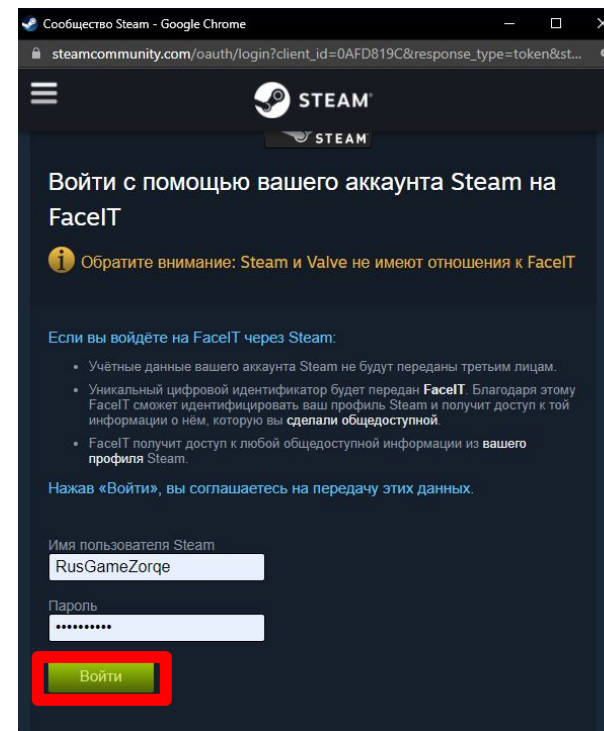 Сообщество Steam - Google Chrome
steamcommunity.com/oauth/login?client_id=0AFD819C&response_type=token&st...
STEAM
STEAM
Войти с помощью вашего аккаунта Steam на
FaceIT
Обратите внимание: Steam и Valve не имеют отношения к FaceIT
Если вы войдёте на FaceIT через Steam:
• Учётные данные вашего аккаунта Steam не будут переданы третьим лицам.
• Уникальный цифровой идентификатор будет передан FaceIT. Благодаря этому
FaceIT сможет идентифицировать ваш профиль Steam и получит доступ к той
информации о нём, которую вы сделали общедоступной.
• FaceIT получит доступ к любой общедоступной информации из вашего
профиля Steam.
Нажав «Войти», вы соглашаетесь на передачу этих данных.
Имя пользователя Steam
RusGameZorqe
Пароль
••••••••••
Войти